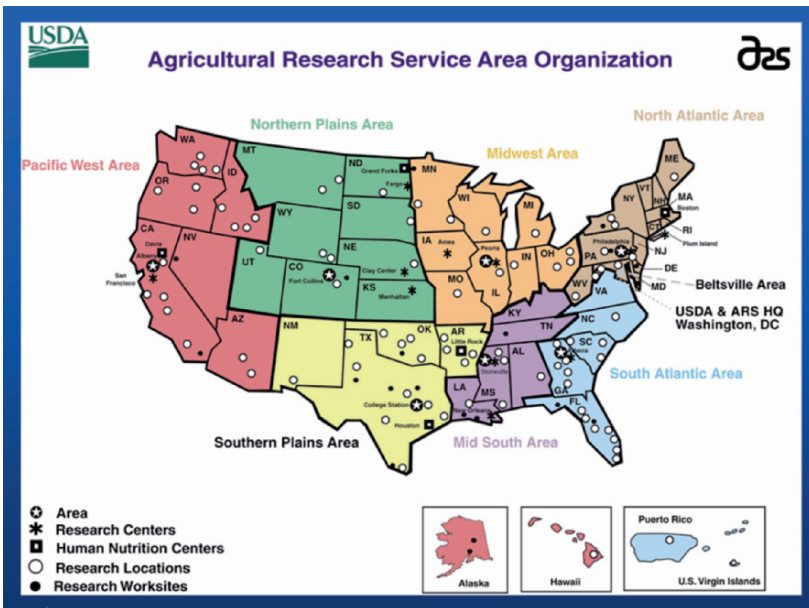 USDA
Agricultural Research Service Area Organization
ars
North Atlantic Area
Northern Plains Area
Midwest Area
Pacific West Area
WA
MT
ND
Grand Forks
Fargo
MN
ME
OR
ID
WI
MI
NY
VT
NH
MA
Boston
SD
WY
CT
RI
Plum Island
CA
NV
Davis
Albany
San
Francisco
UT
CO
Fort Collins
NE
Clay Center
KS
Manhattan
IA
Ames
Peoria
IL
IN
OH
MO
PA
Philadelphia
NJ
DE
MD
WV
VA
Beltsville Area
USDA & ARS HQ
Washington, DC
KY
TN
NC
SC
AZ
NM
TX
OK
AR
Little Rock
Stoneville
AL
MS
LA
New Orleans
Athens
GA
FL
South Atlantic Area
College Station
Houston
Southern Plains Area
Mid South Area
Area
Research Centers
Human Nutrition Centers
Research Locations
Research Worksites
Alaska
Hawaii
Puerto Rico
U.S. Virgin Islands